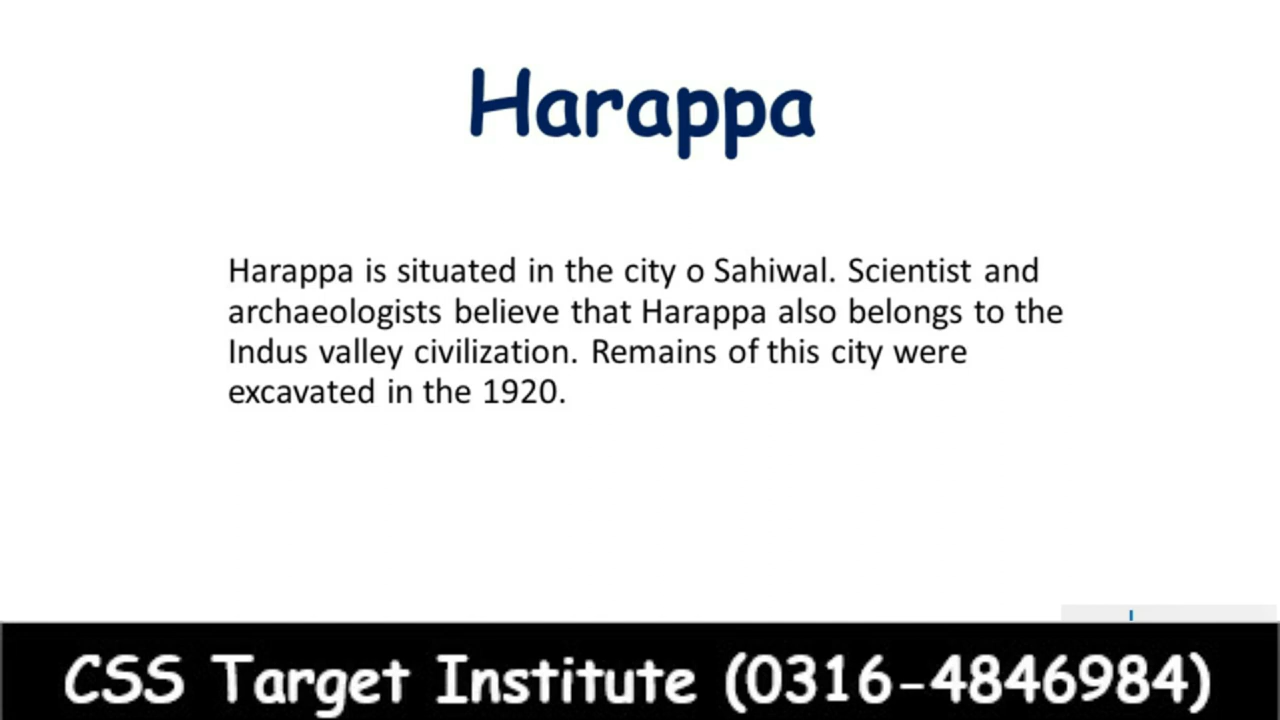 Harappa
Harappa is situated in the city o Sahiwal. Scientist and
archaeologists believe that Harappa also belongs to the
Indus valley civilization. Remains of this city were
excavated in the 1920.
CSS Target Institute (0316-4846984)